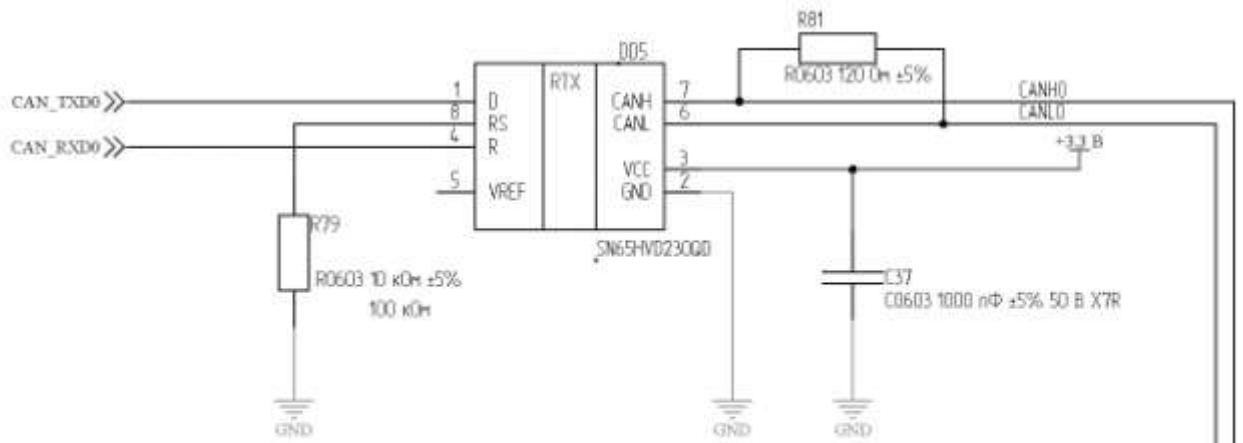 R81
DD5
R0603 120 Ом ±5%
RTX
CAN_TXD0
1
D
CANH
7
CANH0
8
RS
CANL
6
CANL0
CAN_RXD0
4
R
+3,3 В
VCC
3
5
VREF
GND
2
R79
SN65HVD230QD
R0603 10 кОм ±5%
100 кОм
C37
C0603 1000 пФ ±5% 50 В X7R
GND
GND
GND